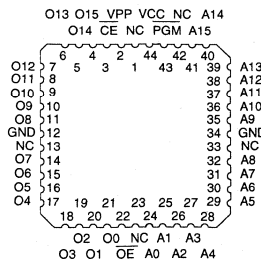 O13 O15 VPP VCC NC A14
O14 CE NC PGM A15
6 4 2 44 42 40
O12 7 5 3 1 43 41 39 A13
O11 8 38 A12
O10 9 37 A11
O9 10 36 A10
O8 11 35 A9
GND 12 34 GND
NC 13 33 NC
O7 14 32 A8
O6 15 31 A7
O5 16 30 A6
O4 17 19 21 23 25 27 29 A5
18 20 22 24 26 28
O2 O0 NC A1 A3
O3 O1 OE A0 A2 A4